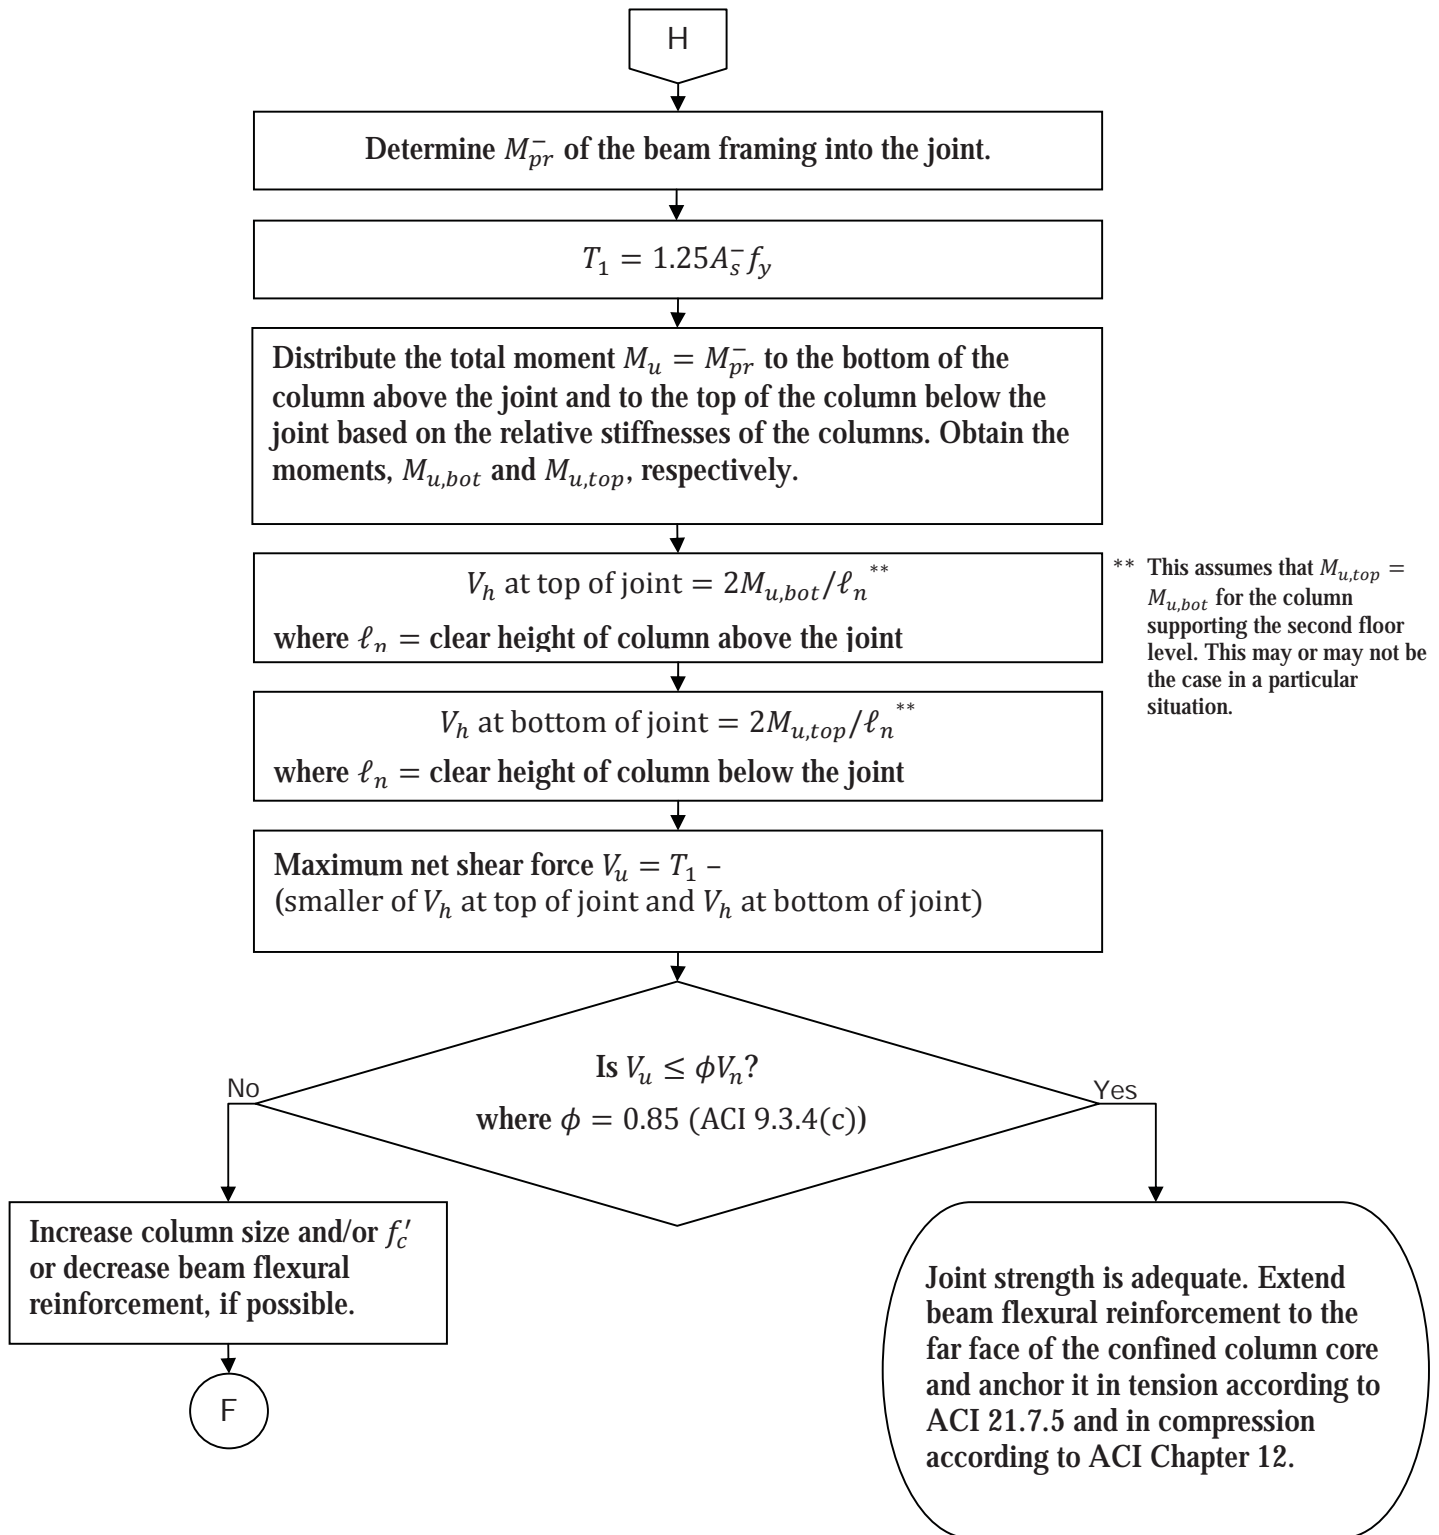 H
Determine M⁻pr of the beam framing into the joint.
T₁ = 1.25A⁻s fy
Distribute the total moment Mu = M⁻pr to the bottom of the
column above the joint and to the top of the column below the
joint based on the relative stiffnesses of the columns. Obtain the
moments, Mu,bot and Mu,top, respectively.
Vh at top of joint = 2Mu,bot/ℓn**
where ℓn = clear height of column above the joint
** This assumes that Mu,top =
Mu,bot for the column
supporting the second floor
level. This may or may not be
the case in a particular
situation.
Vh at bottom of joint = 2Mu,top/ℓn**
where ℓn = clear height of column below the joint
Maximum net shear force Vu = T₁ –
(smaller of Vh at top of joint and Vh at bottom of joint)
Is Vu ≤ ϕVn?
where ϕ = 0.85 (ACI 9.3.4(c))
No
Yes
Increase column size and/or f′c
or decrease beam flexural
reinforcement, if possible.
F
Joint strength is adequate. Extend
beam flexural reinforcement to the
far face of the confined column core
and anchor it in tension according to
ACI 21.7.5 and in compression
according to ACI Chapter 12.